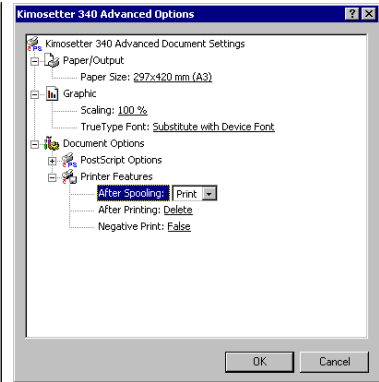 Kimosetter 340 Advanced Options
Kimosetter 340 Advanced Document Settings
Paper/Output
Paper Size: 297x420 mm (A3)
Graphic
Scaling: 100 %
TrueType Font: Substitute with Device Font
Document Options
PostScript Options
Printer Features
After Spooling: Print
After Printing: Delete
Negative Print: False
OK Cancel